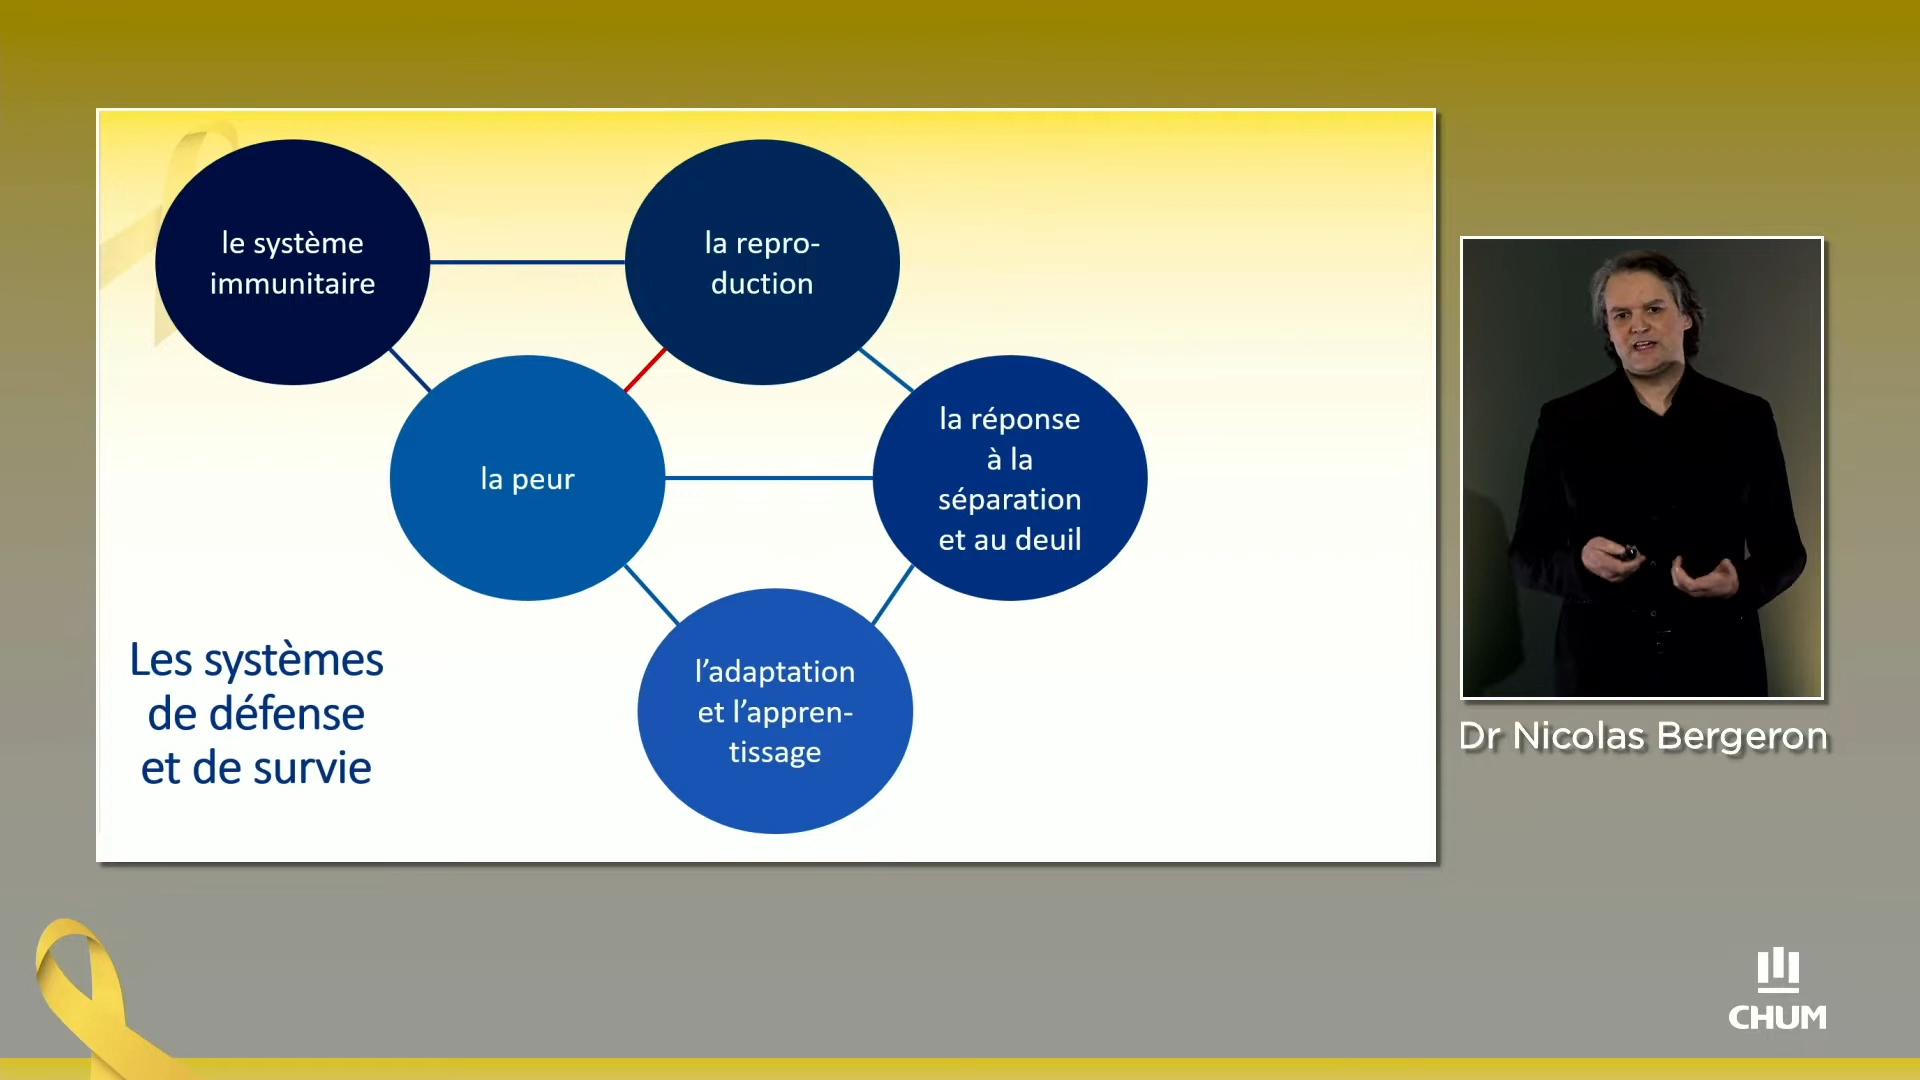 le système
immunitaire
la repro-
duction
la peur
la réponse
à la
séparation
et au deuil
l’adaptation
et l’appren-
tissage
Les systèmes
de défense
et de survie
Dr Nicolas Bergeron
CHUM